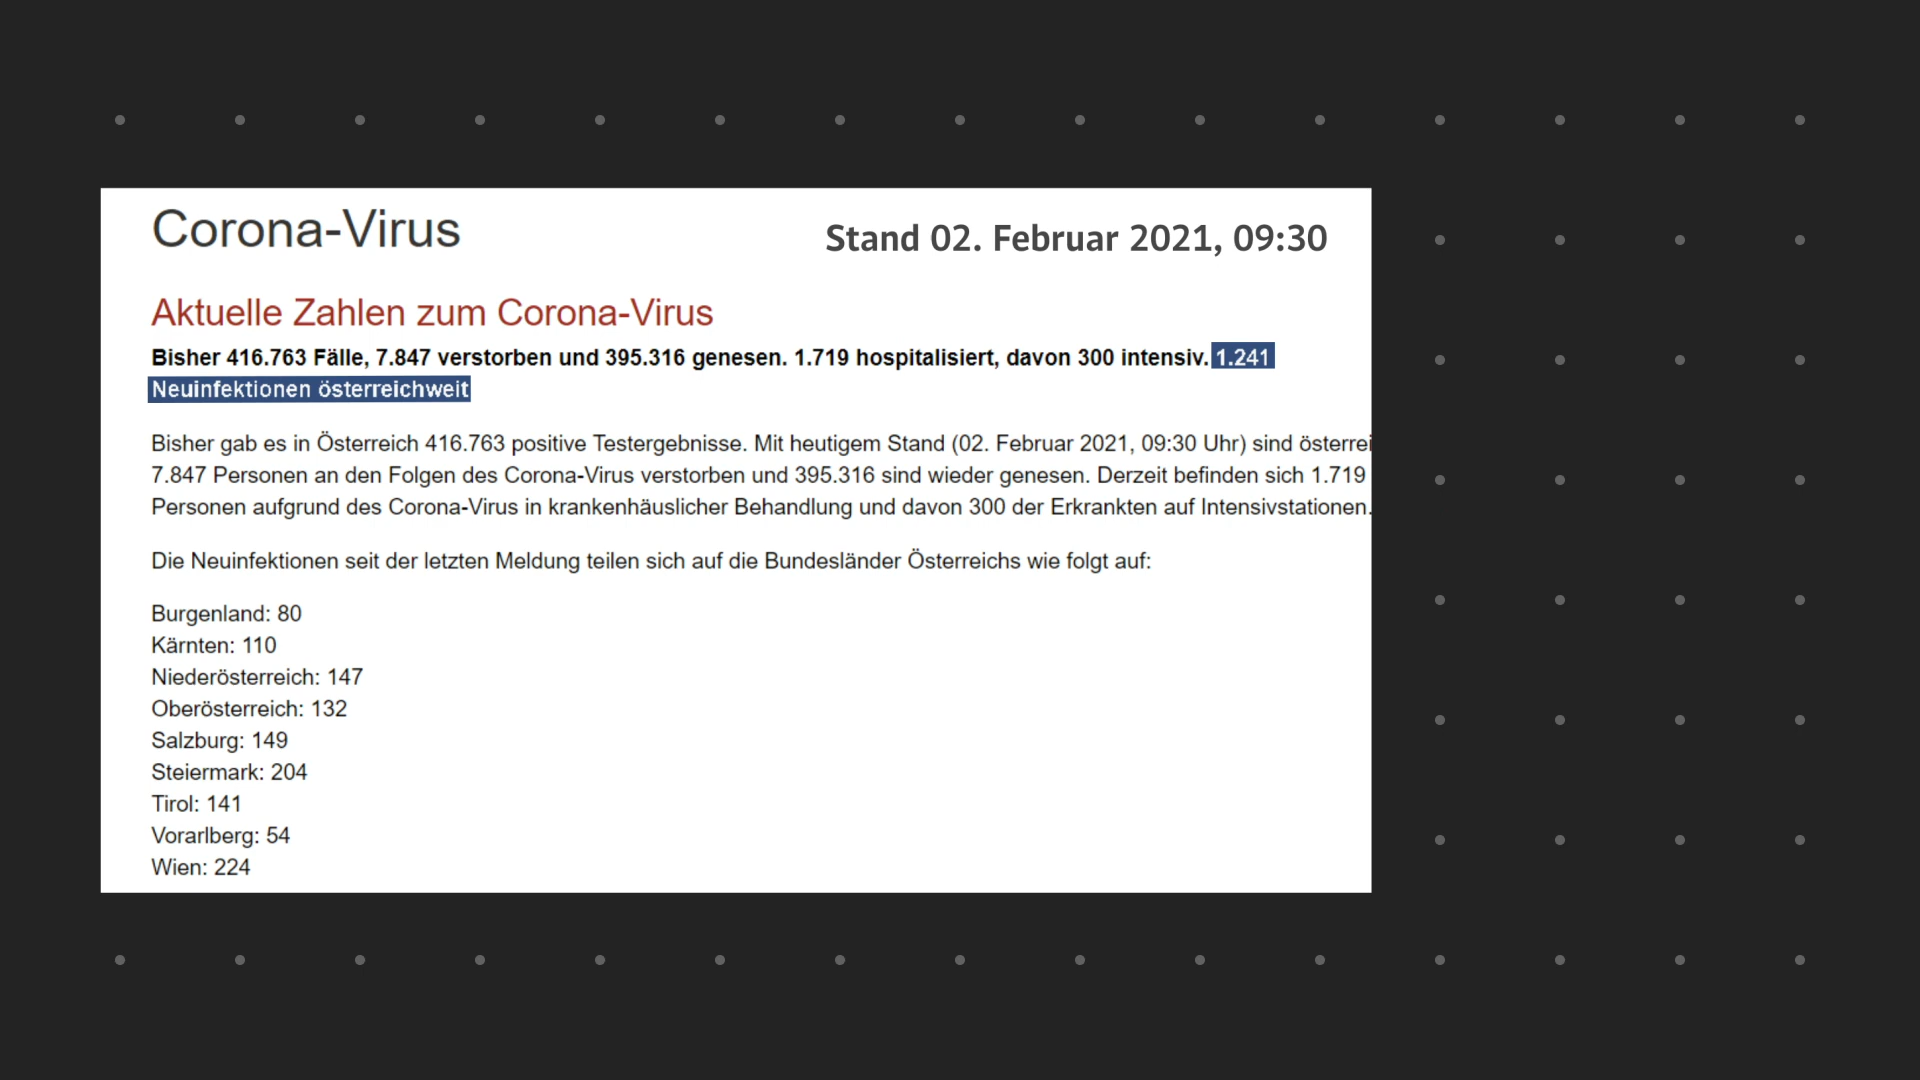 Corona-Virus
Stand 02. Februar 2021, 09:30
Aktuelle Zahlen zum Corona-Virus
Bisher 416.763 Fälle, 7.847 verstorben und 395.316 genesen. 1.719 hospitalisiert, davon 300 intensiv. 1.241
Neuinfektionen österreichweit
Bisher gab es in Österreich 416.763 positive Testergebnisse. Mit heutigem Stand (02. Februar 2021, 09:30 Uhr) sind österrei
7.847 Personen an den Folgen des Corona-Virus verstorben und 395.316 sind wieder genesen. Derzeit befinden sich 1.719
Personen aufgrund des Corona-Virus in krankenhäuslicher Behandlung und davon 300 der Erkrankten auf Intensivstationen.
Die Neuinfektionen seit der letzten Meldung teilen sich auf die Bundesländer Österreichs wie folgt auf:
Burgenland: 80
Kärnten: 110
Niederösterreich: 147
Oberösterreich: 132
Salzburg: 149
Steiermark: 204
Tirol: 141
Vorarlberg: 54
Wien: 224